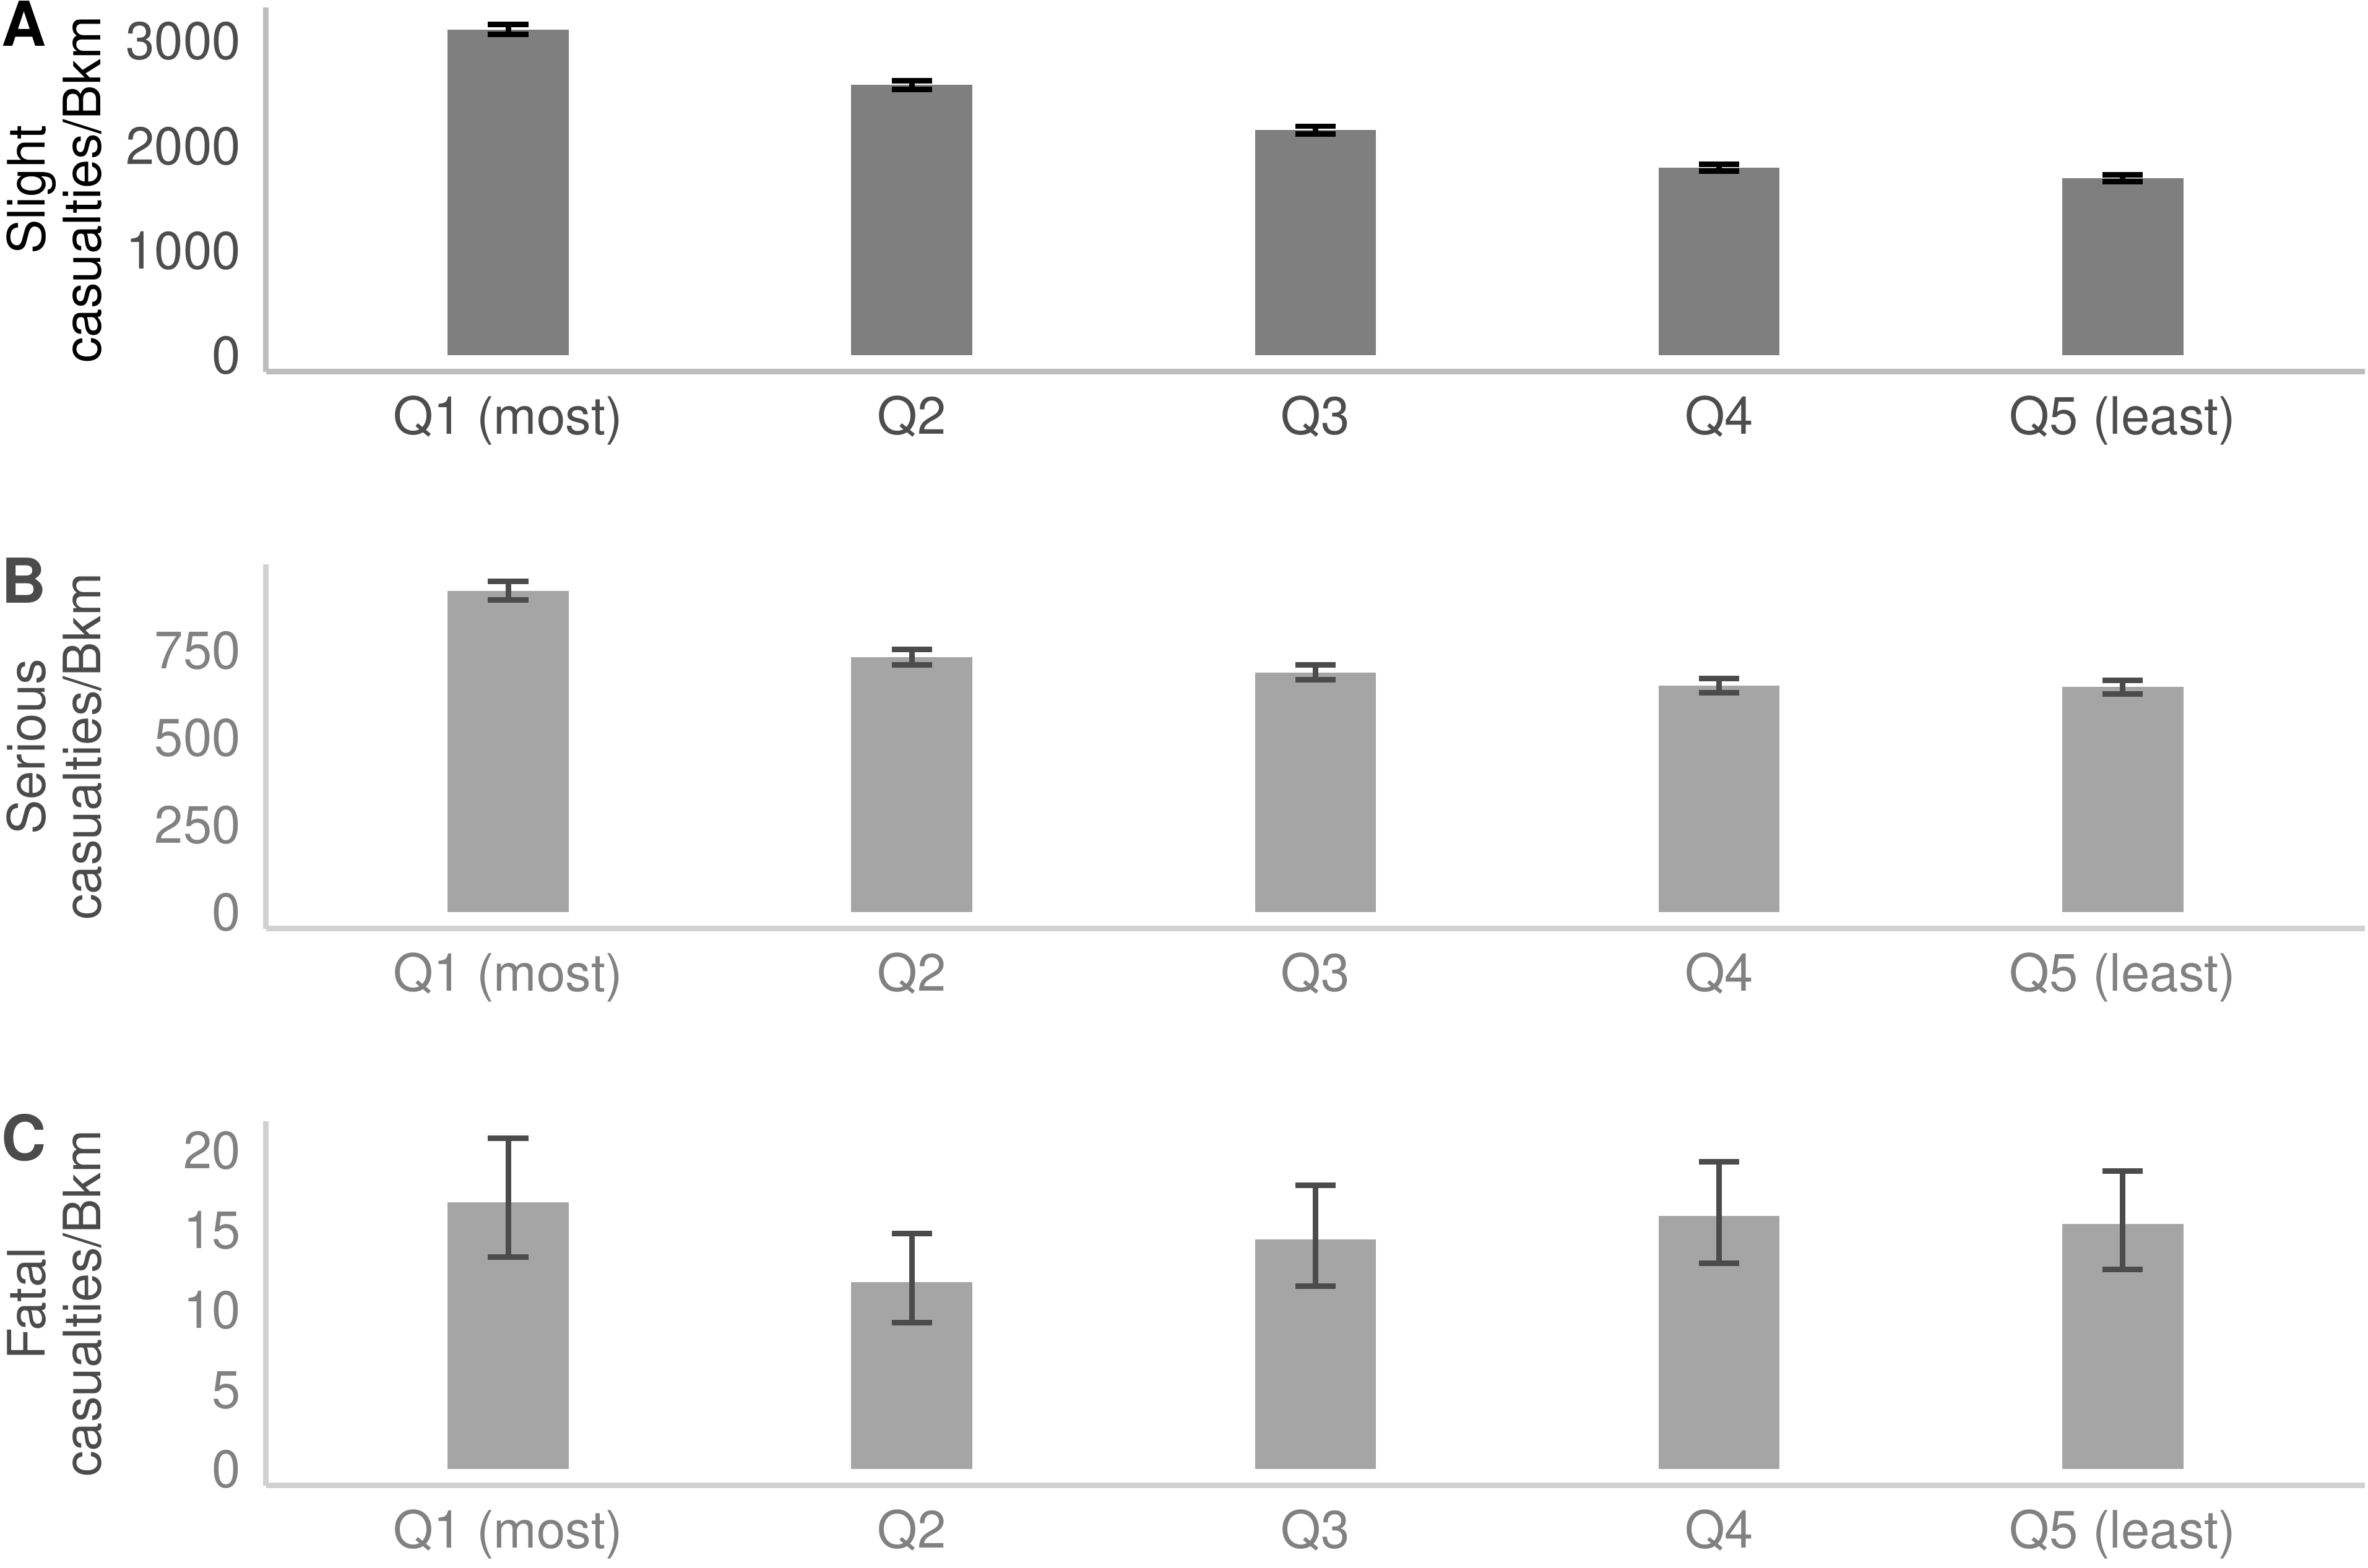 A
Slight
casualties/Bkm
3000
2000
1000
0
Q1 (most) Q2 Q3 Q4 Q5 (least)
B
Serious
casualties/Bkm
750
500
250
0
Q1 (most) Q2 Q3 Q4 Q5 (least)
C
Fatal
casualties/Bkm
20
15
10
5
0
Q1 (most) Q2 Q3 Q4 Q5 (least)